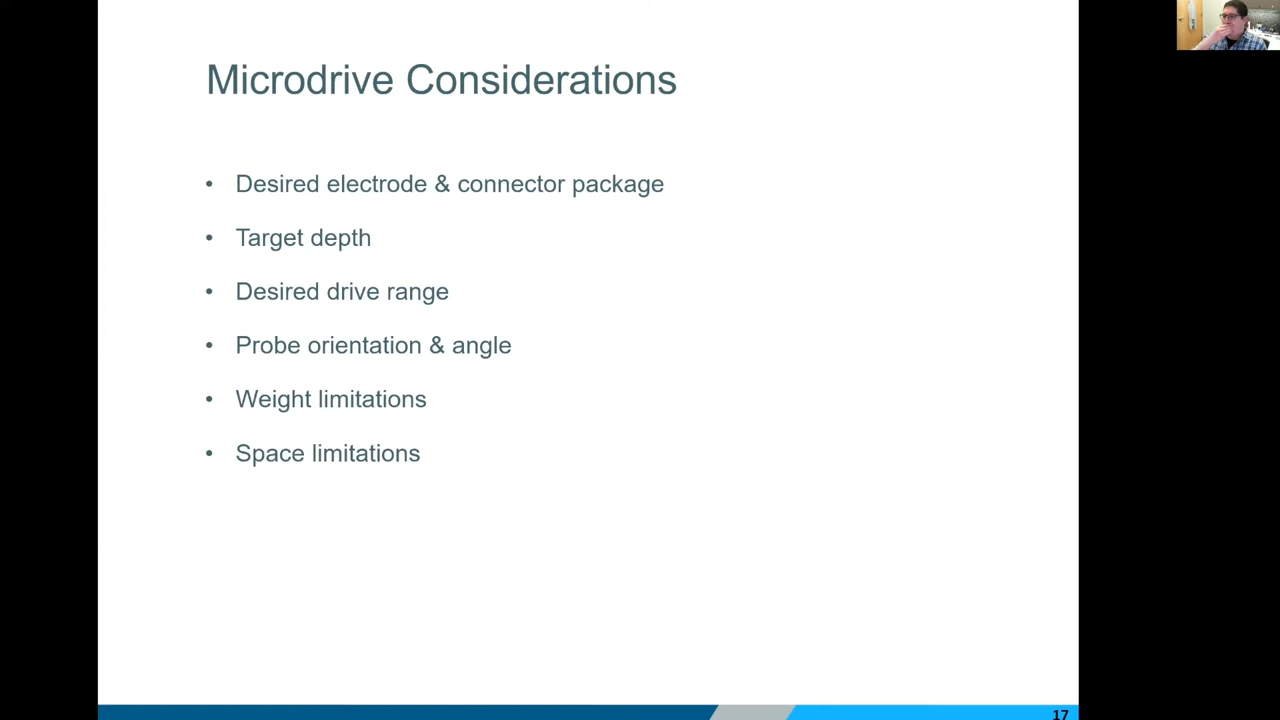 Microdrive Considerations
• Desired electrode & connector package
• Target depth
• Desired drive range
• Probe orientation & angle
• Weight limitations
• Space limitations
17